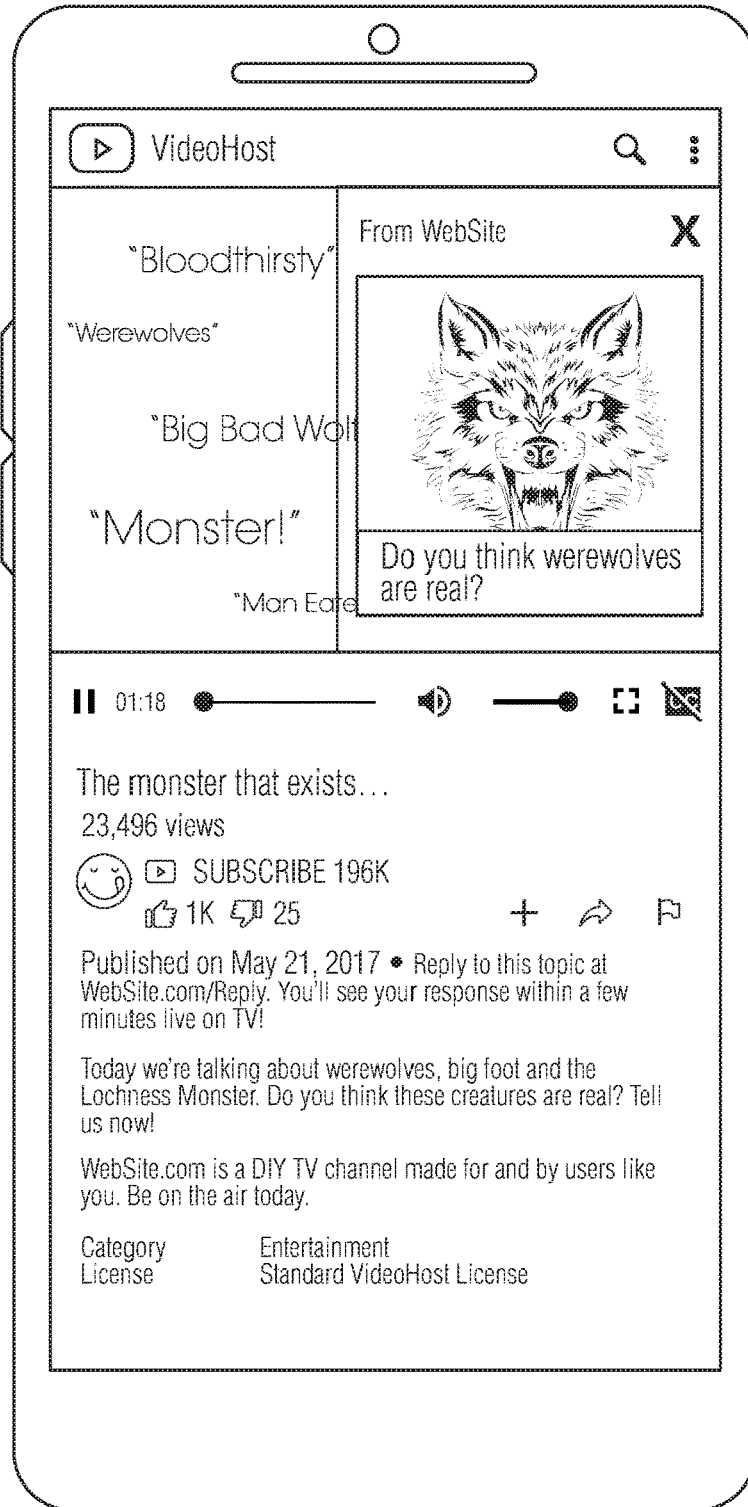 VideoHost
"Bloodthirsty"
"Werewolves"
"Big Bad Wolf
"Monster!"
"Man Eate
From WebSite
X
Do you think werewolves
are real?
01:18
CC
The monster that exists...
23,496 views
SUBSCRIBE 196K
1K 25
Published on May 21, 2017 • Reply to this topic at
WebSite.com/Reply. You'll see your response within a few
minutes live on TV!
Today we're talking about werewolves, big foot and the
Lochness Monster. Do you think these creatures are real? Tell
us now!
WebSite.com is a DIY TV channel made for and by users like
you. Be on the air today.
Category Entertainment
License Standard VideoHost License